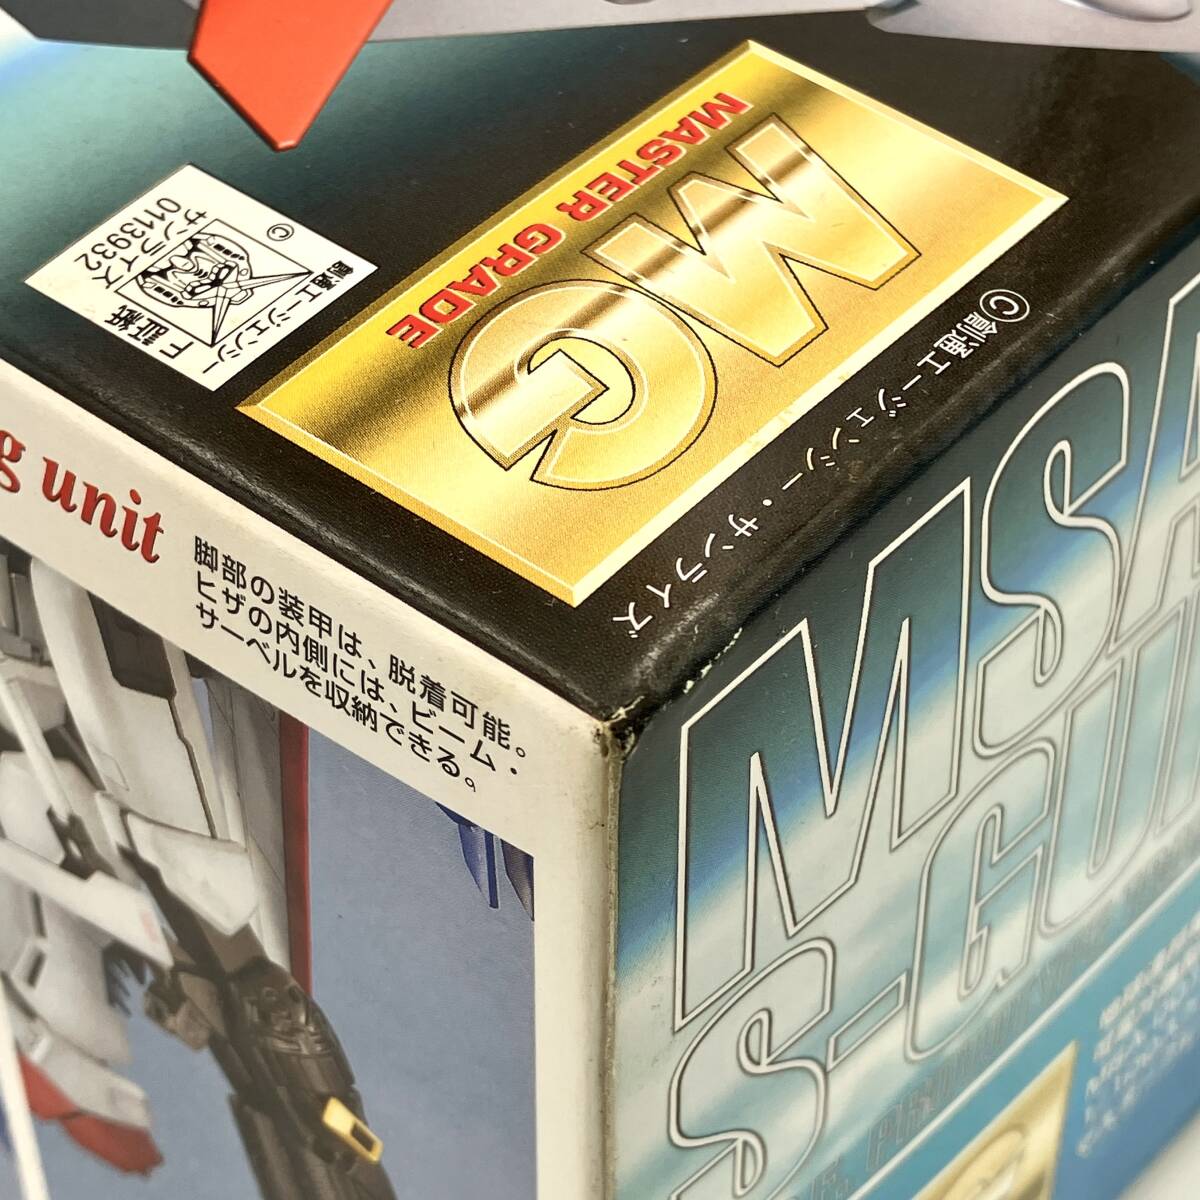 MASTER GRADE
MG
©創通エージェンシー・サンライズ
©
創通エージェンシー
サンライズ
0113932
F 証紙
g unit
脚部の装甲は、脱着可能。
ヒザの内側には、ビーム・
サーベルを収納できる。
MSA
S-GU